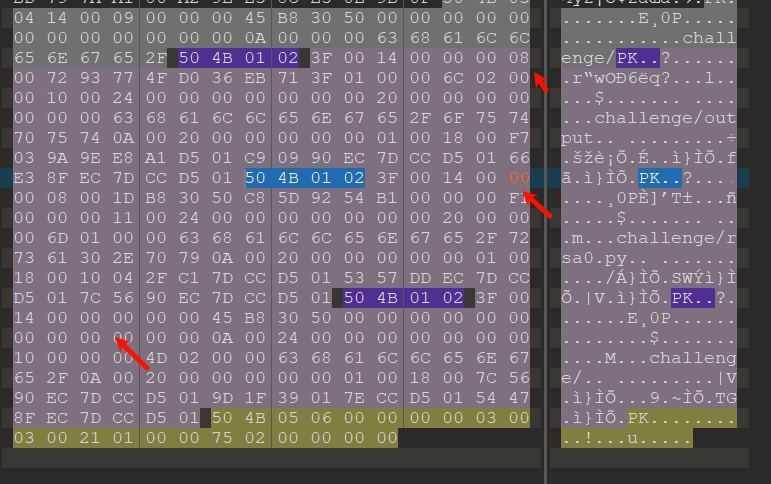 04 14 00 09 00 00 00 45 B8 30 50 00 00 00 00 00 .......E¸0P.....
00 00 00 00 00 00 00 0A 00 00 00 63 68 61 6C 6C ...........chall
65 6E 67 65 2F 50 4B 01 02 3F 00 14 00 00 00 08 enge/PK..?......
00 72 93 77 4F D0 36 EB 71 3F 01 00 00 6C 02 00 .r“wOÐ6ëq?...l..
00 10 00 24 00 00 00 00 00 00 00 20 00 00 00 00 ...$....... ....
00 00 00 63 68 61 6C 6C 65 6E 67 65 2F 6F 75 74 ...challenge/out
70 75 74 0A 00 20 00 00 00 00 00 01 00 18 00 F7 put.. .........÷
03 9A 9E E8 A1 D5 01 C9 09 90 EC 7D CC D5 01 66 .šžè¡Õ.É..ì}ÌÕ.f
E3 8F EC 7D CC D5 01 50 4B 01 02 3F 00 14 00 00 ã.ì}ÌÕ.PK..?....
00 08 00 1D B8 30 50 C8 5D 92 54 B1 00 00 00 F1 ....¸0PÈ]’T±...ñ
00 00 00 11 00 24 00 00 00 00 00 00 00 20 00 00 .....$....... ..
00 6D 01 00 00 63 68 61 6C 6C 65 6E 67 65 2F 72 .m...challenge/r
73 61 30 2E 70 79 0A 00 20 00 00 00 00 00 01 00 sa0.py.. .......
18 00 10 04 2F C1 7D CC D5 01 53 57 DD EC 7D CC ..../Á}ÌÕ.SWÝì}Ì
D5 01 7C 56 90 EC 7D CC D5 01 50 4B 01 02 3F 00 Õ.|V.ì}ÌÕ.PK..?.
14 00 00 00 00 00 45 B8 30 50 00 00 00 00 00 00 ......E¸0P......
00 00 00 00 00 00 0A 00 24 00 00 00 00 00 00 00 ........$.......
10 00 00 00 4D 02 00 00 63 68 61 6C 6C 65 6E 67 ....M...challeng
65 2F 0A 00 20 00 00 00 00 00 01 00 18 00 7C 56 e/.. .........|V
90 EC 7D CC D5 01 9D 1F 39 01 7E CC D5 01 54 47 .ì}ÌÕ...9.~ÌÕ.TG
8F EC 7D CC D5 01 50 4B 05 06 00 00 00 00 03 00 .ì}ÌÕ.PK........
03 00 21 01 00 00 75 02 00 00 00 00 ..!...u.....